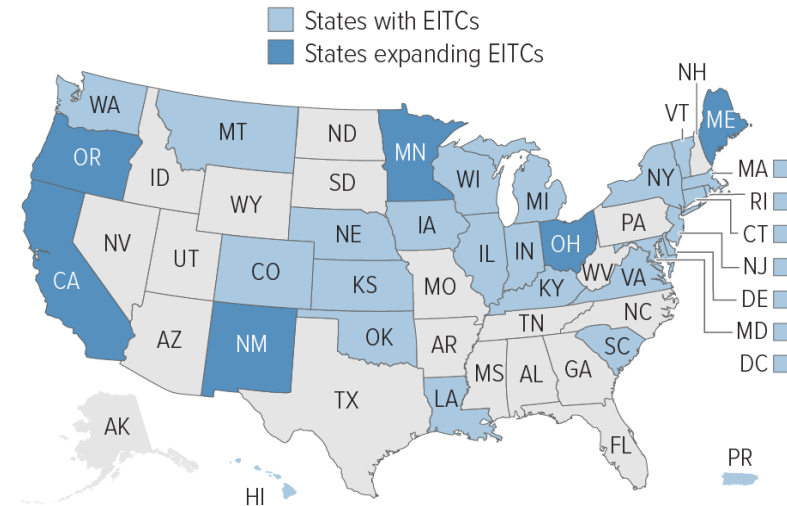 States with EITCs
States expanding EITCs
NH
VT
ME
WA
MT
ND
MN
OR
ID
SD
WI
MI
NY
MA
RI
WY
CT
NV
UT
NE
IA
PA
NJ
CO
IL
IN
OH
WV
VA
DE
CA
KS
MO
KY
MD
NC
TN
DC
AZ
NM
OK
AR
SC
TX
MS
AL
GA
LA
AK
FL
PR
HI